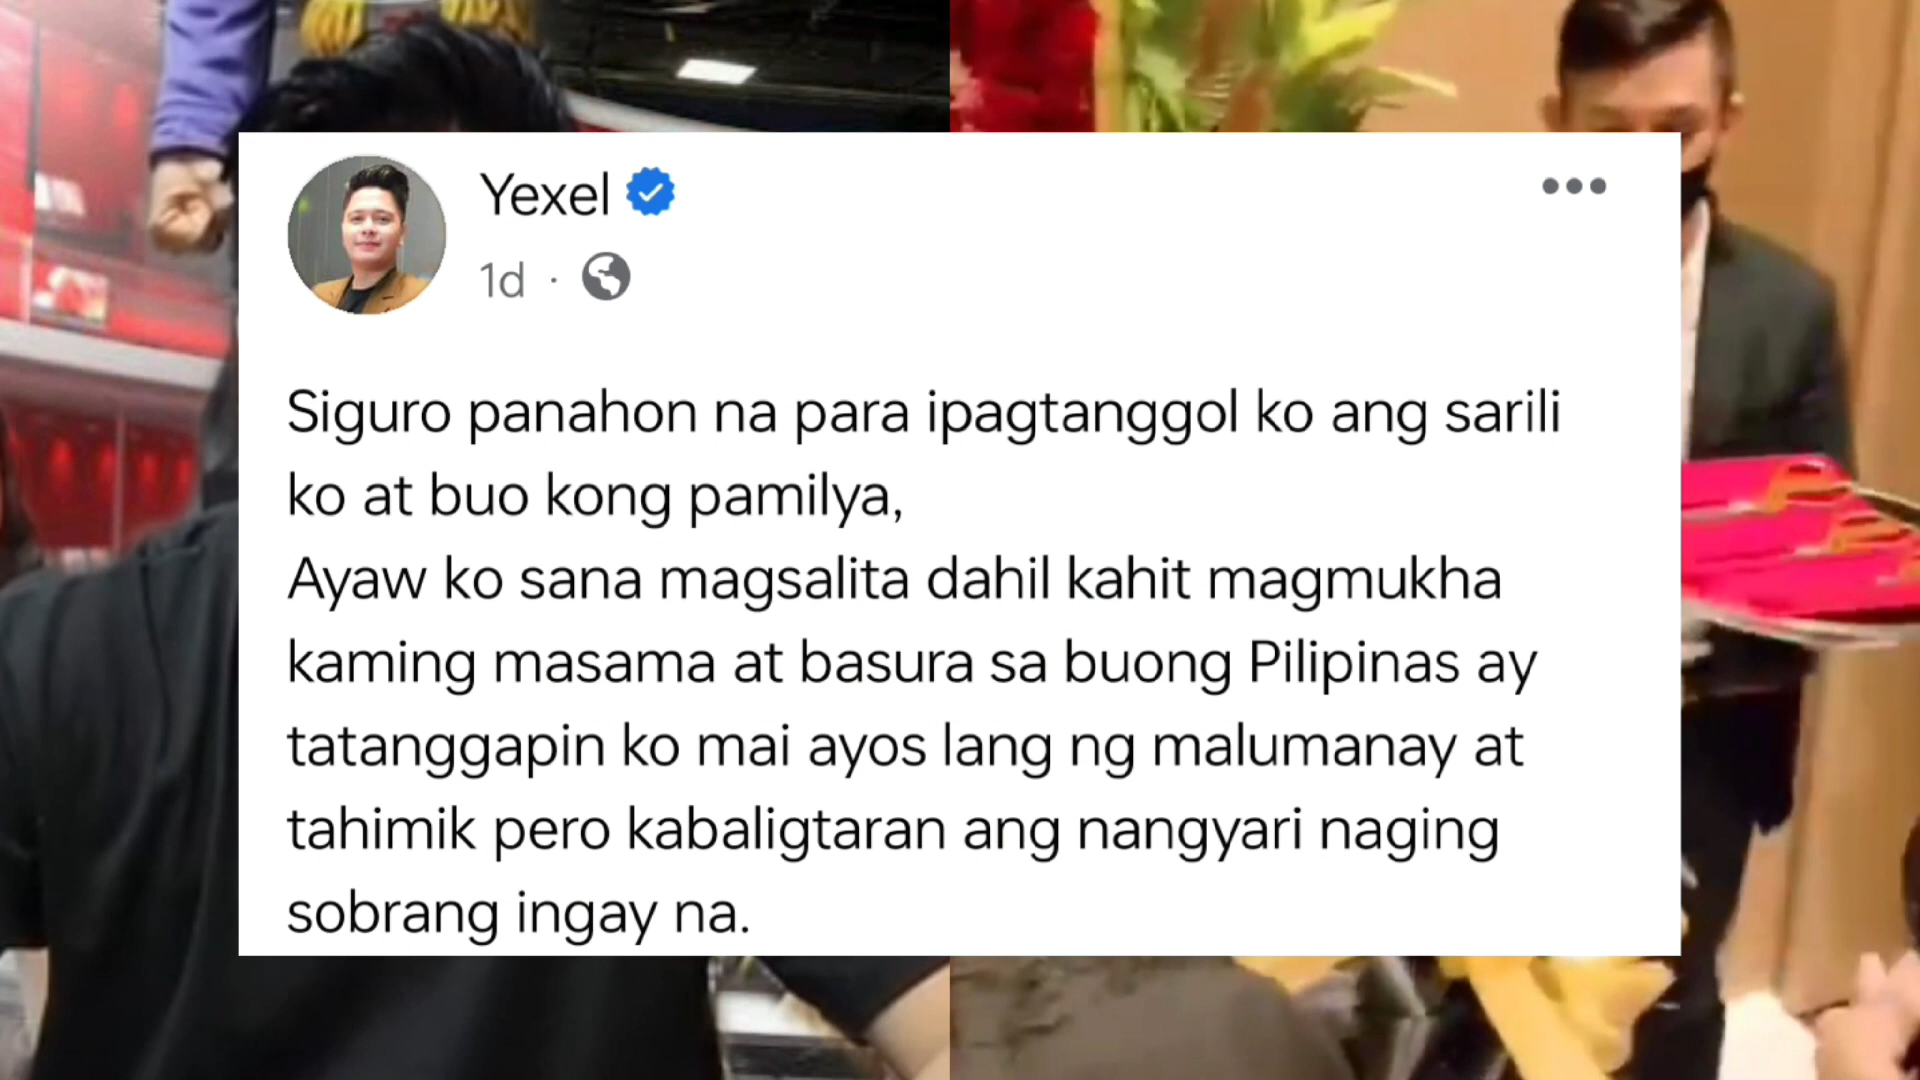 Yexel
1d ·
Siguro panahon na para ipagtanggol ko ang sarili
ko at buo kong pamilya,
Ayaw ko sana magsalita dahil kahit magmukha
kaming masama at basura sa buong Pilipinas ay
tatanggapin ko mai ayos lang ng malumanay at
tahimik pero kabaligtaran ang nangyari naging
sobrang ingay na.